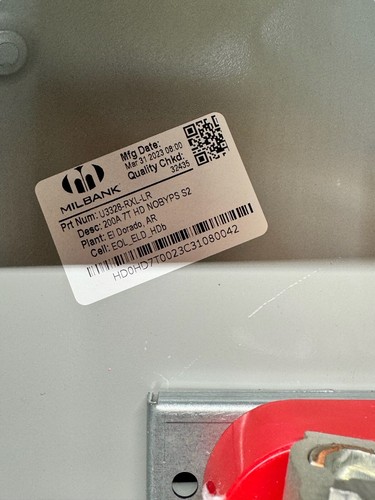 MILBANK
Mfg Date:
Mar 31 2023 08:00
Quality Chkd:
32435
Prt Num: U3328-RXL-LR
Desc: 200A 7T HD NOBYPS S2
Plant: El Dorado, AR
Cell: EOL_ELD_HDb
HD0HD7T0023C31080042